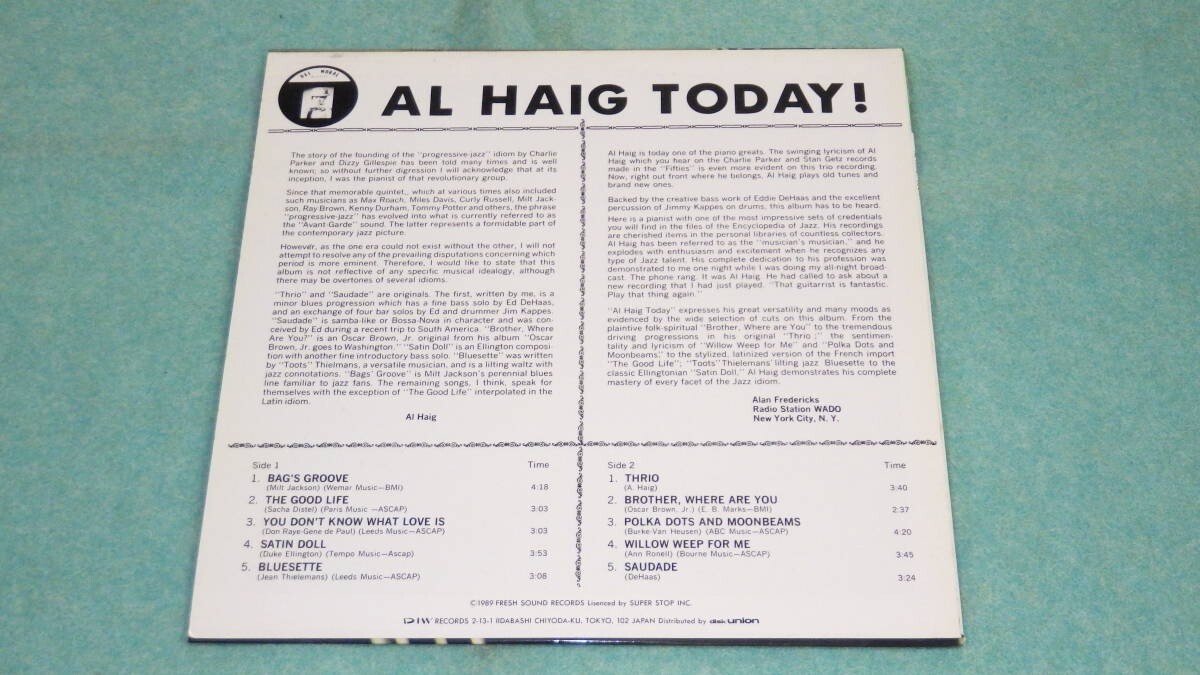 AL HAIG TODAY!
The story of the founding of the "progressive-jazz" idiom by Charlie
Parker and Dizzy Gillespie has been told many times and is well
known; so without further digression I will acknowledge that at its
inception, I was the pianist of that revolutionary group.
Since that memorable quintet,, which at various times also included
such musicians as Max Roach, Miles Davis, Curly Russell, Milt Jack-
son, Ray Brown, Kenny Durham, Tommy Potter and others, the phrase
"progressive-jazz" has evolved into what is currently referred to as
the "Avant-Garde" sound. The latter represents a formidable part of
the contemporary jazz picture.
However, as the one era could not exist without the other, I will not
attempt to resolve any of the prevailing disputations concerning which
period is more eminent. Therefore, I would like to state that this
album is not reflective of any specific musical idealogy, although
there may be overtones of several idioms.
"Thrio" and "Saudade" are originals. The first, written by me, is a
minor blues progression which has a fine bass solo by Ed DeHaas,
and an exchange of four bar solos by Ed and drummer Jim Kappes.
"Saudade" is samba-like or Bossa-Nova in character and was con-
ceived by Ed during a recent trip to South America. "Brother, Where
Are You?" is an Oscar Brown, Jr. original from his album "Oscar
Brown, Jr. goes to Washington." "Satin Doll" is an Ellington composi-
tion with another fine introductory bass solo. "Bluesette" was written
by "Toots" Thielmans, a versatile musician, and is a lilting waltz with
jazz connotations. "Bags' Groove" is Milt Jackson's perennial blues
line familiar to jazz fans. The remaining songs, I think, speak for
themselves with the exception of "The Good Life" interpolated in the
Latin idiom.
Al Haig
Al Haig is today one of the piano greats. The swinging lyricism of Al
Haig which you hear on the Charlie Parker and Stan Getz records
made in the "Fifties" is even more evident on this trio recording.
Now, right out front where he belongs, Al Haig plays old tunes and
brand new ones.
Backed by the creative bass work of Eddie DeHaas and the excellent
percussion of Jimmy Kappes on drums, this album has to be heard.
Here is a pianist with one of the most impressive sets of credentials
you will find in the files of the Encyclopedia of Jazz. His recordings
are cherished items in the personal libraries of countless collectors.
Al Haig has been referred to as the "musician's musician," and he
explodes with enthusiasm and excitement when he recognizes any
type of Jazz talent. His complete dedication to his profession was
demonstrated to me one night while I was doing my all-night broad-
cast. The phone rang. It was Al Haig. He had called to ask about a
new recording that I had just played. "That guitarrist is fantastic.
Play that thing again."
"Al Haig Today" expresses his great versatility and many moods as
evidenced by the wide selection of cuts on this album. From the
plaintive folk-spiritual "Brother, Where are You" to the tremendous
driving progressions in his original "Thrio;" the sentimen-
tality and lyricism of "Willow Weep for Me" and "Polka Dots and
Moonbeams;" to the stylized, latinized version of the French import
"The Good Life"; "Toots" Thielemans' lilting jazz Bluesette to the
classic Ellingtonian "Satin Doll," Al Haig demonstrates his complete
mastery of every facet of the Jazz idiom.
Alan Fredericks
Radio Station WADO
New York City, N. Y.
Side 1 Time
1. BAG'S GROOVE
(Milt Jackson) (Wemar Music—BMI) 4:18
2. THE GOOD LIFE
(Sacha Distel) (Paris Music —ASCAP) 3:03
3. YOU DON'T KNOW WHAT LOVE IS
(Don Raye-Gene de Paul) (Leeds Music—ASCAP) 3:03
4. SATIN DOLL
(Duke Ellington) (Tempo Music—Ascap) 3:53
5. BLUESETTE
(Jean Thielemans) (Leeds Music—ASCAP) 3:08
Side 2 Time
1. THRIO
(A. Haig) 3:40
2. BROTHER, WHERE ARE YOU
(Oscar Brown, Jr.) (E. B. Marks—BMI) 2:37
3. POLKA DOTS AND MOONBEAMS
(Burke-Van Heusen) (ABC Music—ASCAP) 4:20
4. WILLOW WEEP FOR ME
(Ann Ronell) (Bourne Music—ASCAP) 3:45
5. SAUDADE
(DeHaas) 3:24
©1989 FRESH SOUND RECORDS Lisenced by SUPER STOP INC.
DIW RECORDS 2-13-1 IIDABASHI CHIYODA-KU, TOKYO, 102 JAPAN Distributed by disk union